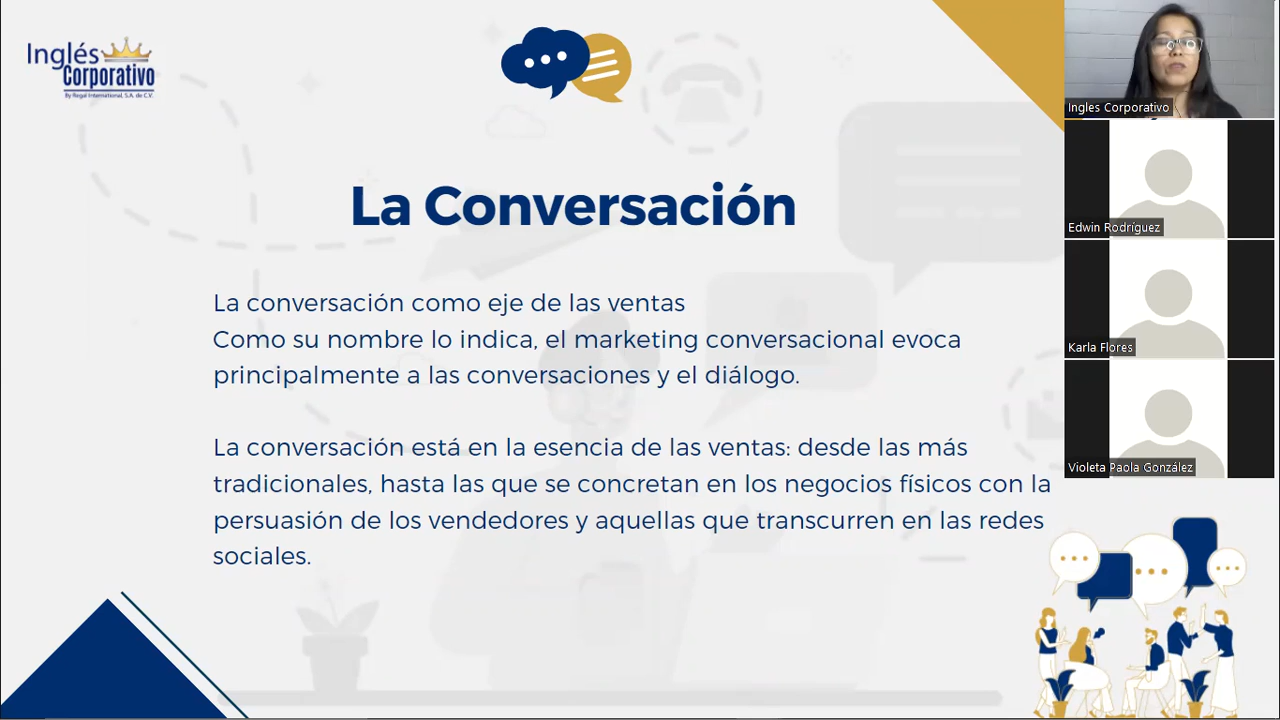 Inglés
Corporativo
By Regal International, S.A. de C.V.
La Conversación
La conversación como eje de las ventas
Como su nombre lo indica, el marketing conversacional evoca
principalmente a las conversaciones y el diálogo.
La conversación está en la esencia de las ventas: desde las más
tradicionales, hasta las que se concretan en los negocios físicos con la
persuasión de los vendedores y aquellas que transcurren en las redes
sociales.
Ingles Corporativo
Edwin Rodríguez
Karla Flores
Violeta Paola González